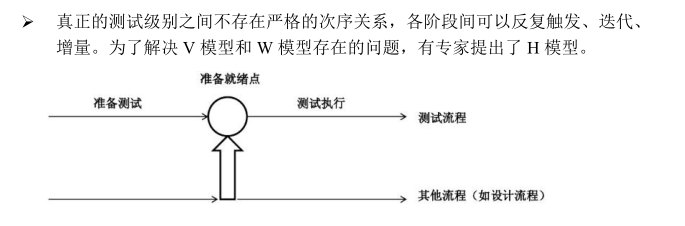 ➢ 真正的测试级别之间不存在严格的次序关系，各阶段间可以反复触发、迭代、
增量。为了解决 V 模型和 W 模型存在的问题，有专家提出了 H 模型。
准备就绪点
准备测试
测试执行
测试流程
其他流程（如设计流程）